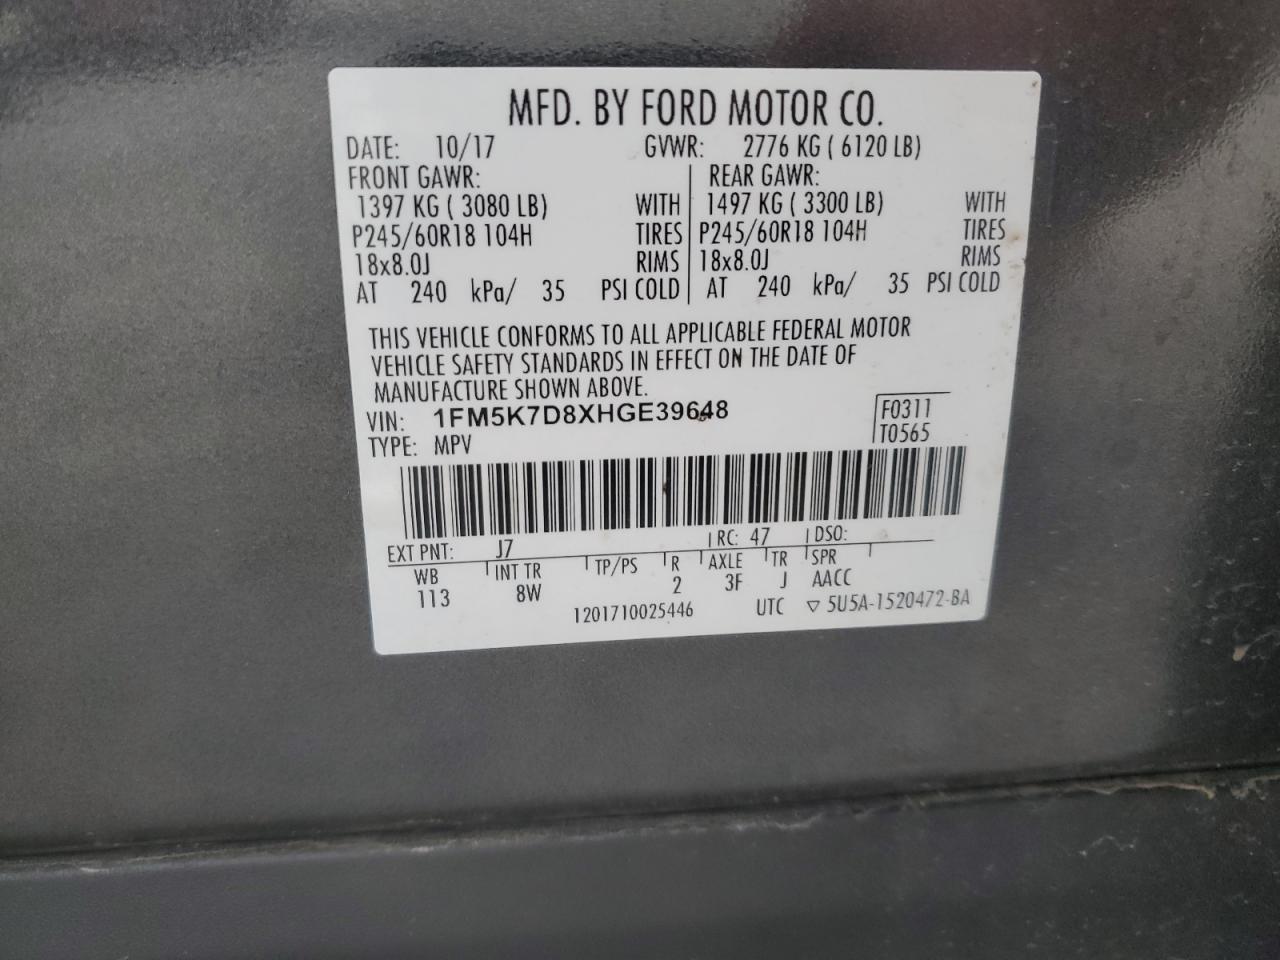 MFD. BY FORD MOTOR CO.
DATE: 10/17 GVWR: 2776 KG ( 6120 LB)
FRONT GAWR: REAR GAWR:
1397 KG ( 3080 LB) WITH 1497 KG ( 3300 LB) WITH
P245/60R18 104H TIRES P245/60R18 104H TIRES
18x8.0J RIMS 18x8.0J RIMS
AT 240 kPa/ 35 PSI COLD AT 240 kPa/ 35 PSI COLD
THIS VEHICLE CONFORMS TO ALL APPLICABLE FEDERAL MOTOR
VEHICLE SAFETY STANDARDS IN EFFECT ON THE DATE OF
MANUFACTURE SHOWN ABOVE.
VIN: 1FM5K7D8XHGE39648 F0311
TYPE: MPV T0565
EXT PNT: J7 RC: 47 DSO:
WB INT TR TP/PS R AXLE TR SPR
113 8W 2 3F J AACC
1201710025446 UTC ▽ 5U5A-1520472-BA